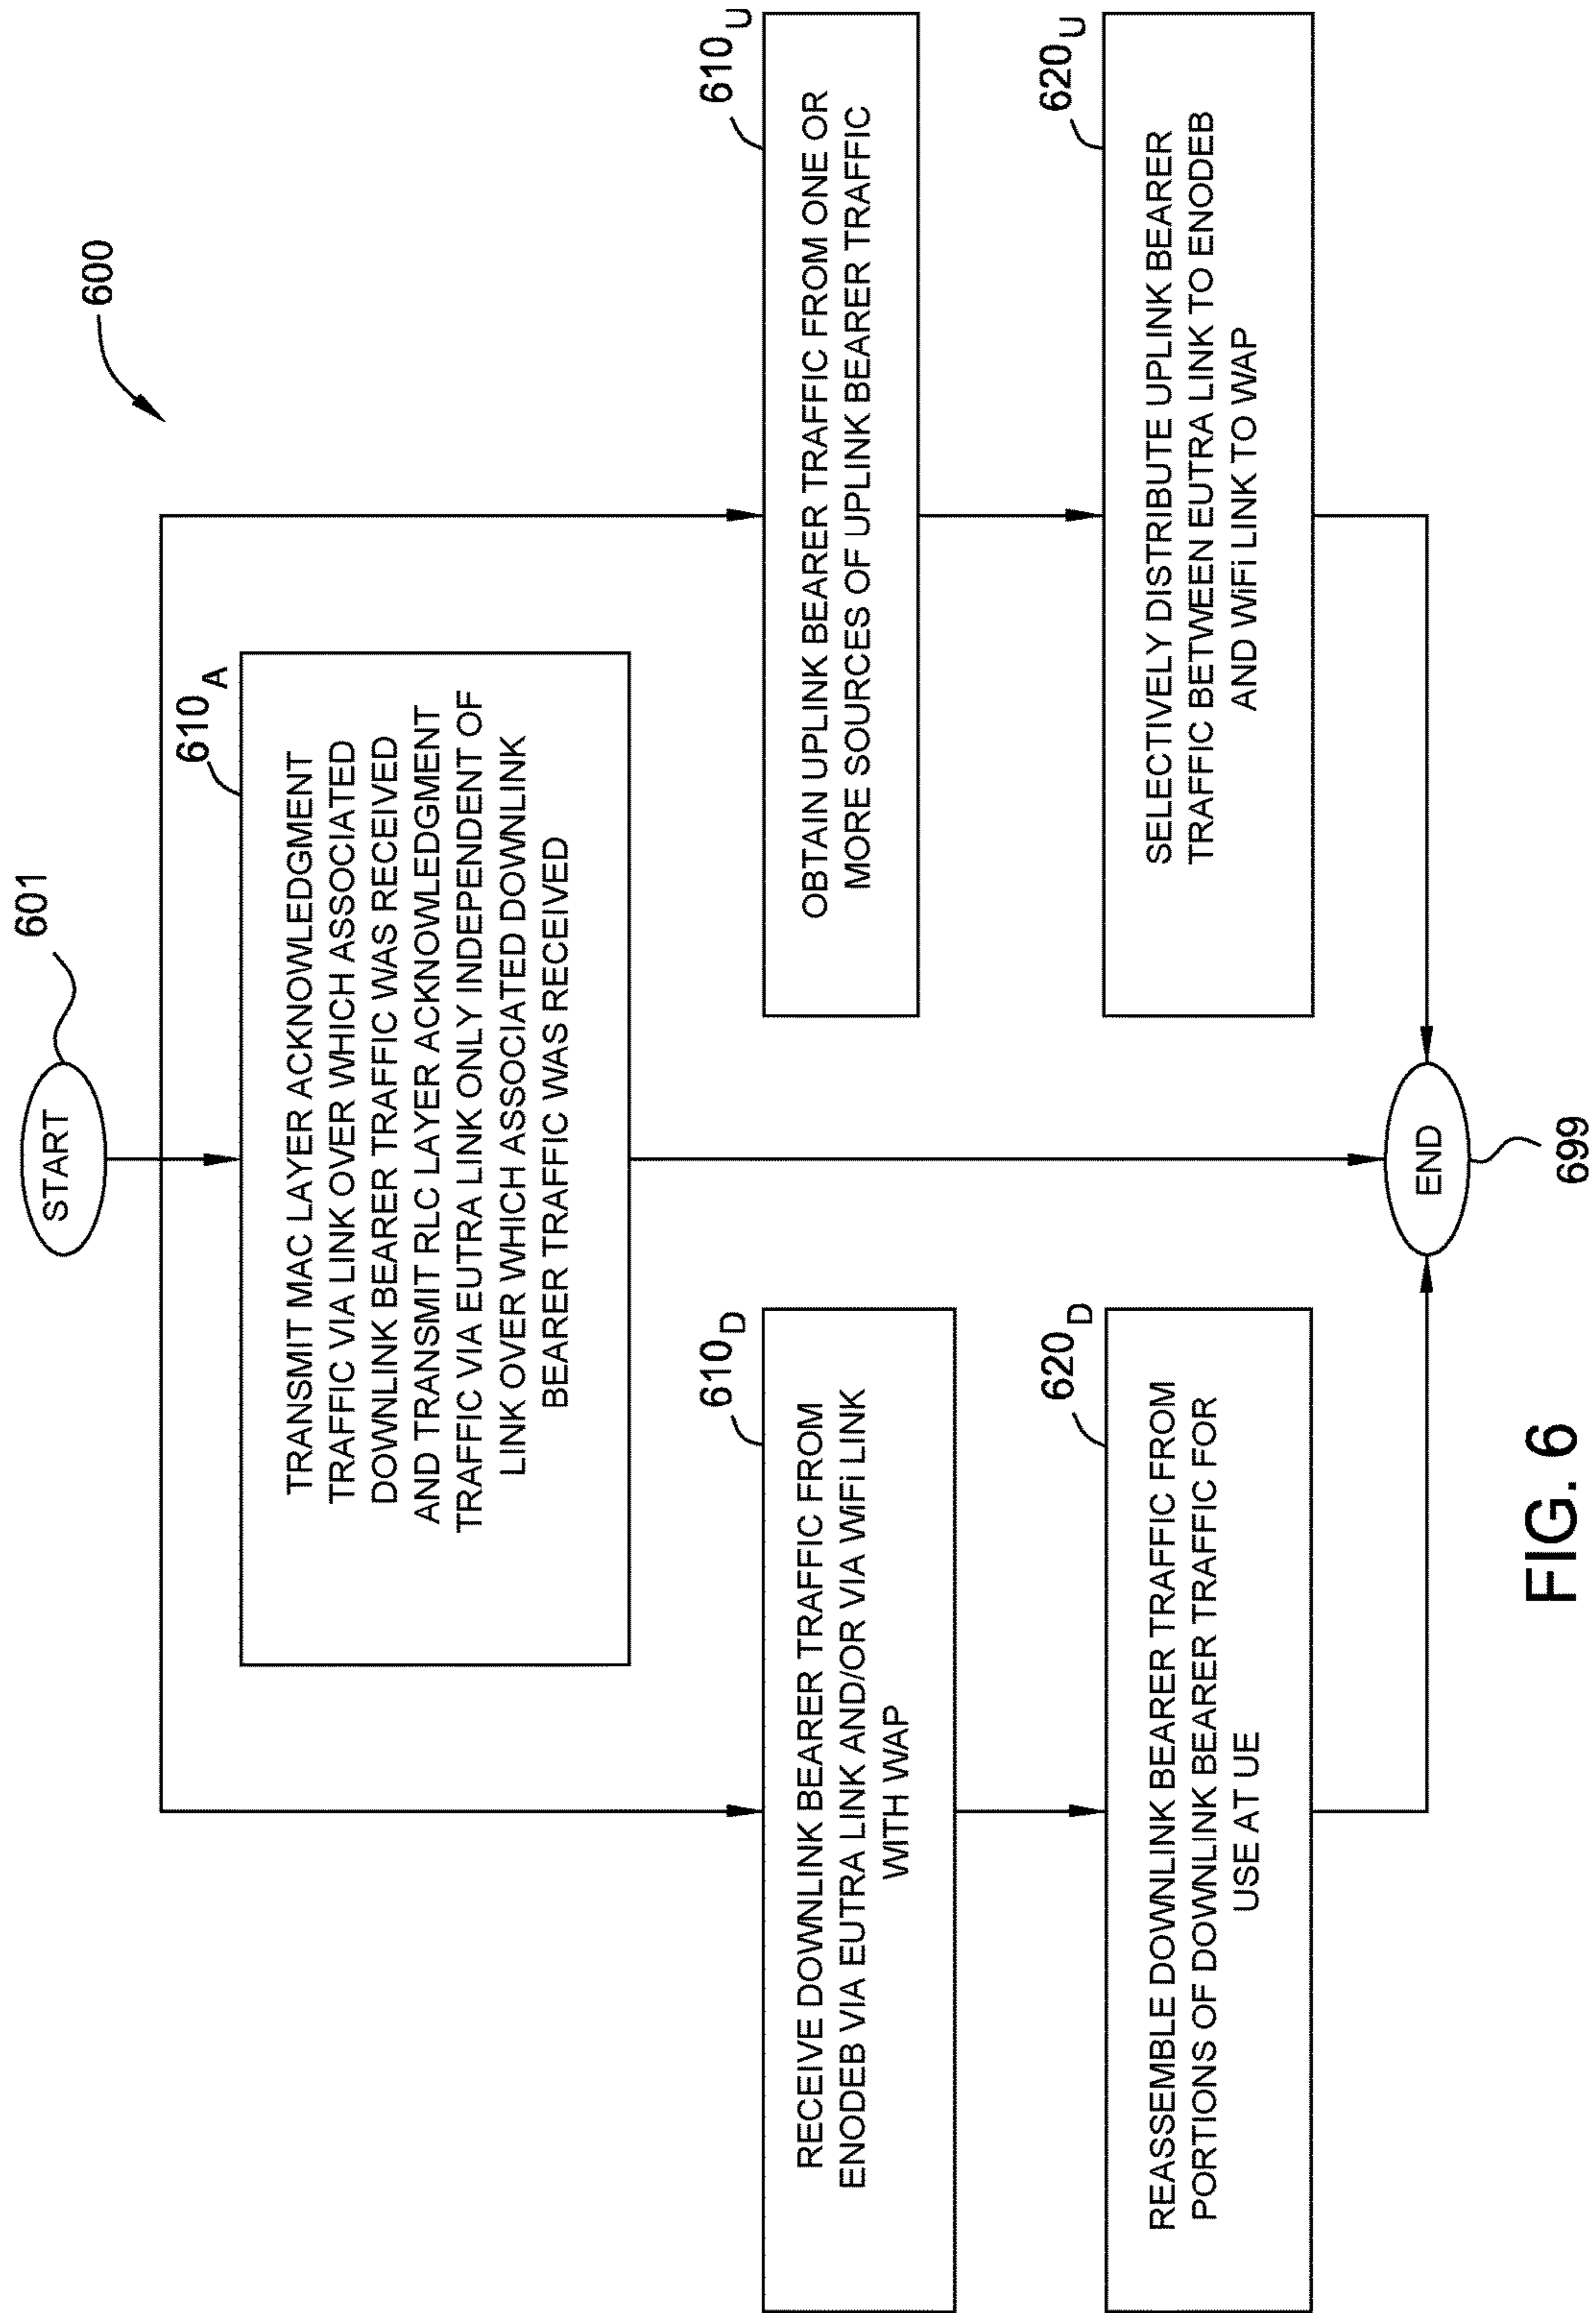 600
START
601
610A
TRANSMIT MAC LAYER ACKNOWLEDGMENT
TRAFFIC VIA LINK OVER WHICH ASSOCIATED
DOWNLINK BEARER TRAFFIC WAS RECEIVED
AND TRANSMIT RLC LAYER ACKNOWLEDGMENT
TRAFFIC VIA EUTRA LINK ONLY INDEPENDENT OF
LINK OVER WHICH ASSOCIATED DOWNLINK
BEARER TRAFFIC WAS RECEIVED
610D
RECEIVE DOWNLINK BEARER TRAFFIC FROM
ENODEB VIA EUTRA LINK AND/OR VIA WiFi LINK
WITH WAP
610U
OBTAIN UPLINK BEARER TRAFFIC FROM ONE OR
MORE SOURCES OF UPLINK BEARER TRAFFIC
620D
REASSEMBLE DOWNLINK BEARER TRAFFIC FROM
PORTIONS OF DOWNLINK BEARER TRAFFIC FOR
USE AT UE
620U
SELECTIVELY DISTRIBUTE UPLINK BEARER
TRAFFIC BETWEEN EUTRA LINK TO ENODEB
AND WiFi LINK TO WAP
END
699
FIG. 6